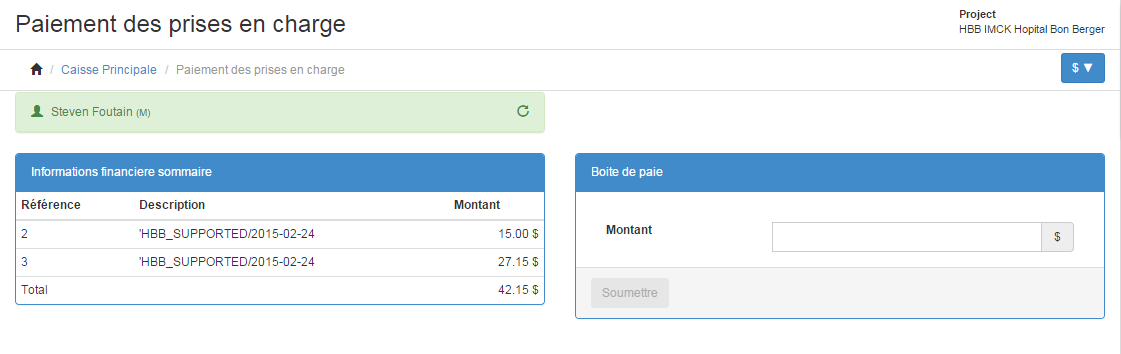 Paiement des prises en charge
Project
HBB IMCK Hopital Bon Berger
/ Caisse Principale / Paiement des prises en charge
$ ▼
Steven Foutain (M)
Informations financiere sommaire
Référence Description Montant
2 'HBB_SUPPORTED/2015-02-24 15.00 $
3 'HBB_SUPPORTED/2015-02-24 27.15 $
Total 42.15 $
Boite de paie
Montant $
Soumettre